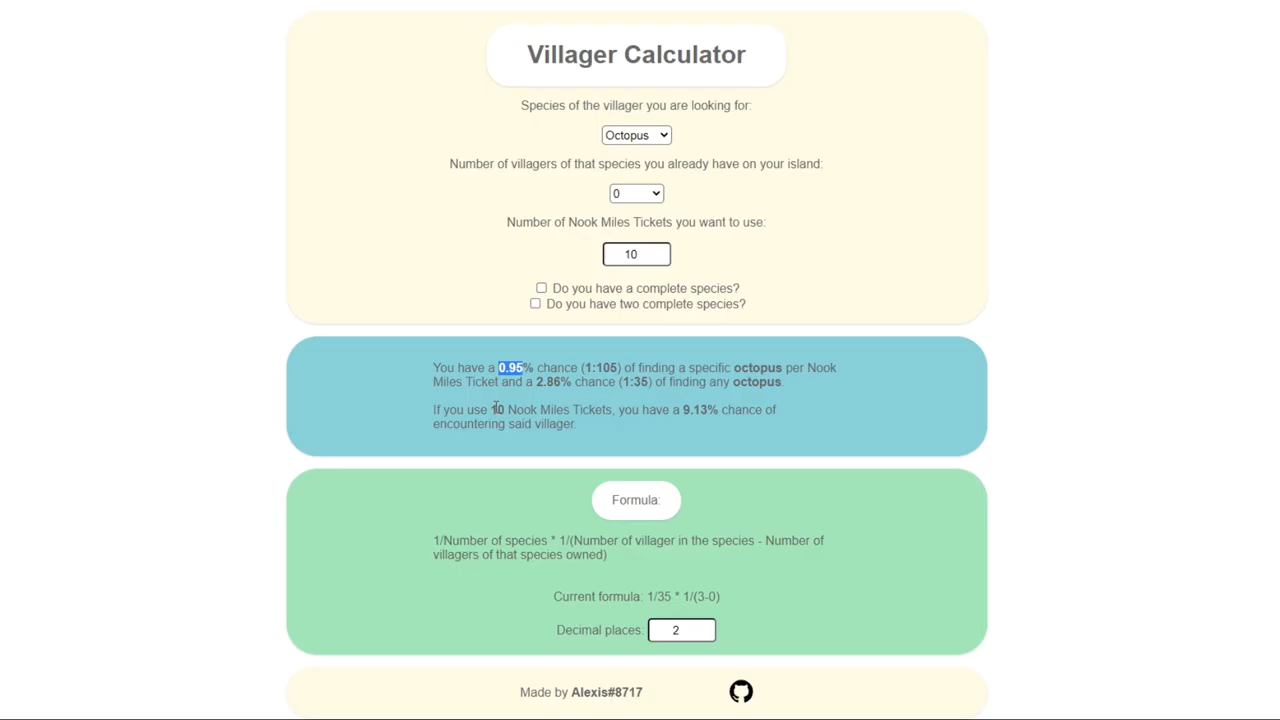 Villager Calculator
Species of the villager you are looking for:
Octopus
Number of villagers of that species you already have on your island:
0
Number of Nook Miles Tickets you want to use:
10
Do you have a complete species?
Do you have two complete species?
You have a 0.95% chance (1:105) of finding a specific octopus per Nook
Miles Ticket and a 2.86% chance (1:35) of finding any octopus.
If you use 10 Nook Miles Tickets, you have a 9.13% chance of
encountering said villager.
Formula:
1/Number of species * 1/(Number of villager in the species - Number of
villagers of that species owned)
Current formula: 1/35 * 1/(3-0)
Decimal places: 2
Made by Alexis#8717